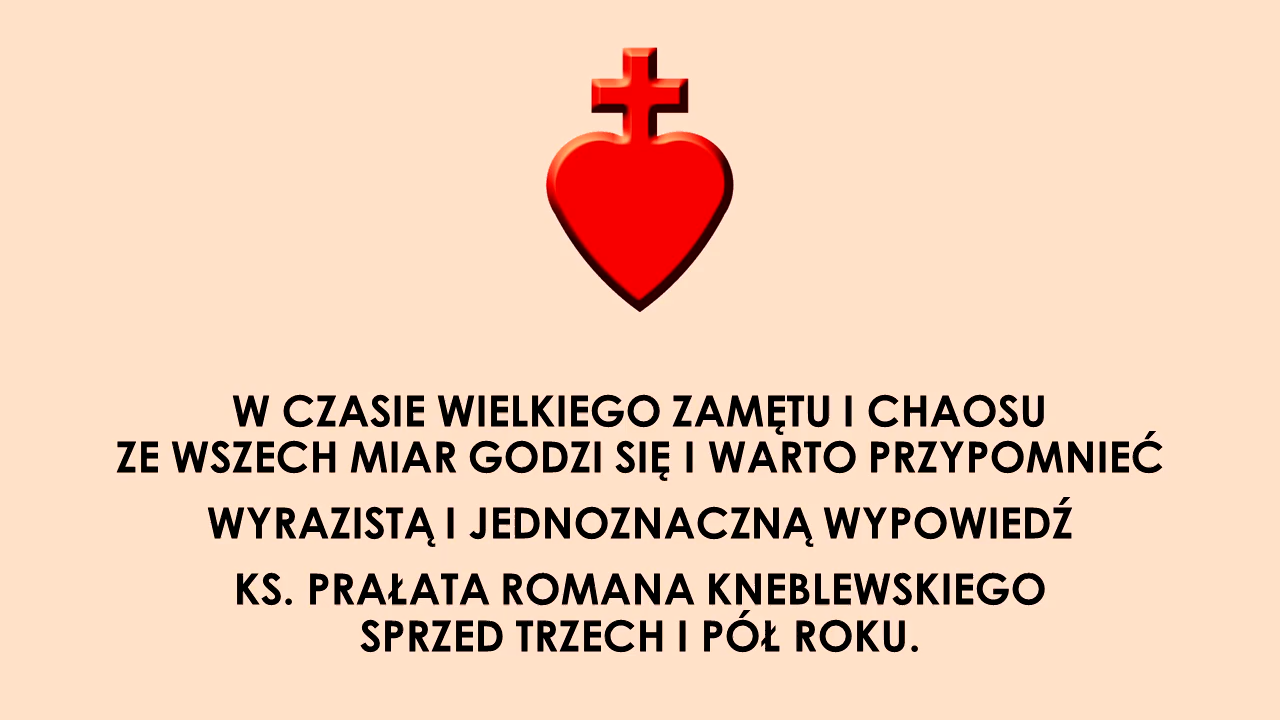 W CZASIE WIELKIEGO ZAMĘTU I CHAOSU
ZE WSZECH MIAR GODZI SIĘ I WARTO PRZYPOMNIEĆ
WYRAZISTĄ I JEDNOZNACZNĄ WYPOWIEDŹ
KS. PRAŁATA ROMANA KNEBLEWSKIEGO
SPRZED TRZECH I PÓŁ ROKU.